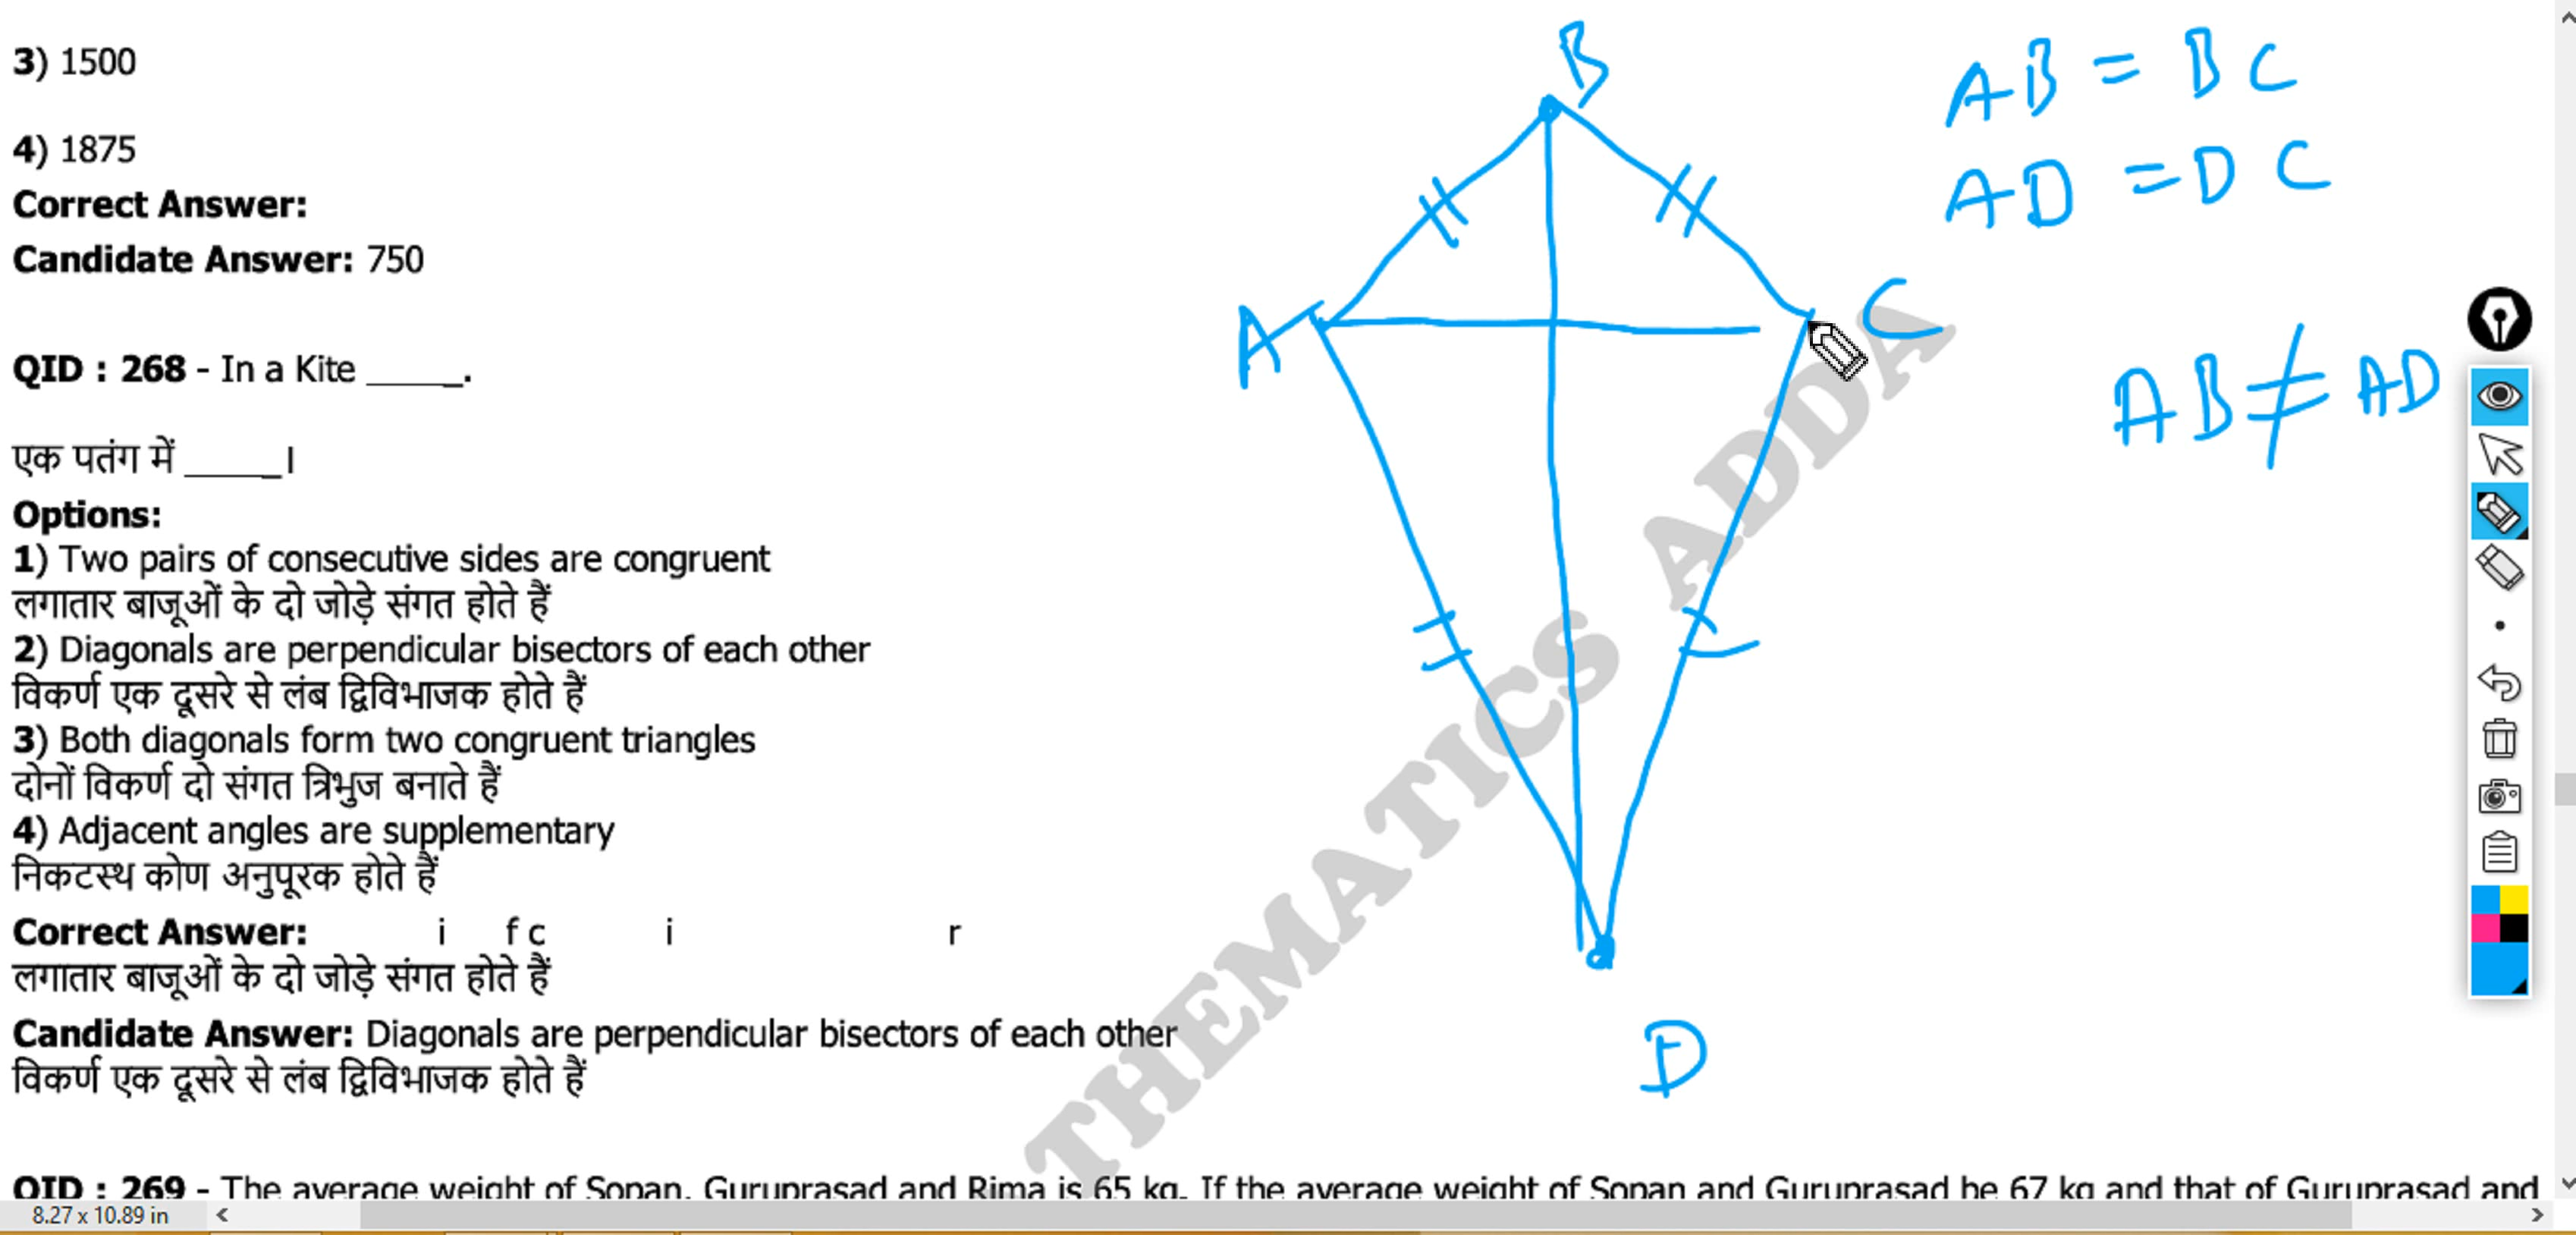 3) 1500
4) 1875
Correct Answer:
Candidate Answer: 750
QID : 268 - In a Kite _____.
एक पतंग में _____।
Options:
1) Two pairs of consecutive sides are congruent
लगातार बाजूओं के दो जोड़े संगत होते हैं
2) Diagonals are perpendicular bisectors of each other
विकर्ण एक दूसरे से लंब द्विविभाजक होते हैं
3) Both diagonals form two congruent triangles
दोनों विकर्ण दो संगत त्रिभुज बनाते हैं
4) Adjacent angles are supplementary
निकटस्थ कोण अनुपूरक होते हैं
Correct Answer: i f c i r
लगातार बाजूओं के दो जोड़े संगत होते हैं
Candidate Answer: Diagonals are perpendicular bisectors of each other
विकर्ण एक दूसरे से लंब द्विविभाजक होते हैं
QID : 269 - The average weight of Sopan, Guruprasad and Rima is 65 kg. If the average weight of Sopan and Guruprasad be 67 kg and that of Guruprasad and
8.27 x 10.89 in
B
A
C
D
AB = BC
AD = DC
AB ≠ AD
THEMATICS ADDA